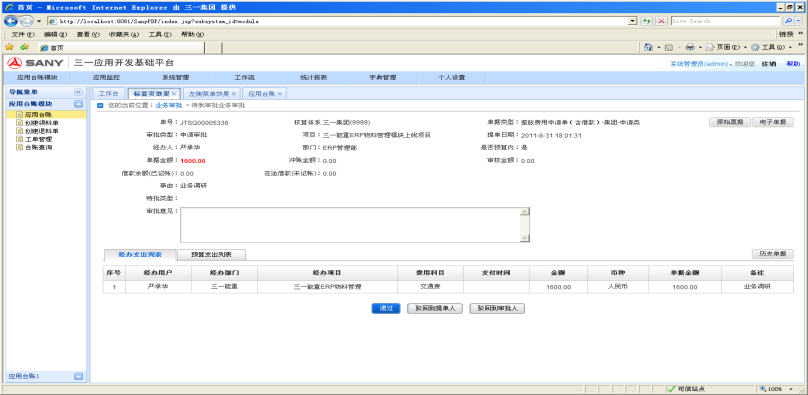 首页 - Microsoft Internet Explorer 由 三一集团 提供
http://localhost:8081/SanyPDP/index.jsp?subsystem_id=module
Live Search
文件(F) 编辑(E) 查看(V) 收藏夹(A) 工具(T) 帮助(H)
链接 »
首页
页面(P) 工具(O) »
SANY 三一应用开发基础平台
系统管理员(admin)，欢迎您 注销 帮助
应用台账模块 应用监控 系统管理 工作流 统计报表 字典管理 个人设置
导航菜单
工作台 标签页效果 × 左侧菜单效果 × 应用台账 ×
应用台账模块
您的当前位置：业务审批 > 待我审批业务审批
应用台账
创建领料单
创建退料单
工单管理
台账查询
单号：JTSQ00005336 核算体系：三一集团(9999) 单据类型：差旅费用申请单（含借款）-集团-申请类
原始票据 电子单据
审批类型：申请审批 项目：三一能重ERP物料管理模块上线项目 提单日期：2011-8-31 18:01:31
经办人：严录华 部门：ERP管理部 是否预算内：是
单据金额：1600.00 冲账金额：0.00 审核金额：0.00
借款余额(已记账)：0.00 在途借款(未记账)：0.00
事由：业务调研
特批类型：
审批意见：
经办支出列表 预算支出列表
历史单据
序号 经办用户 经办部门 经办项目 费用科目 支付时间 金额 币种 单据金额 备注
1 严录华 三一能重 三一能重ERP物料管理 交通费 1600.00 人民币 1600.00 业务调研
通过 驳回到提单人 驳回到审批人
应用台账1
可信站点
100%